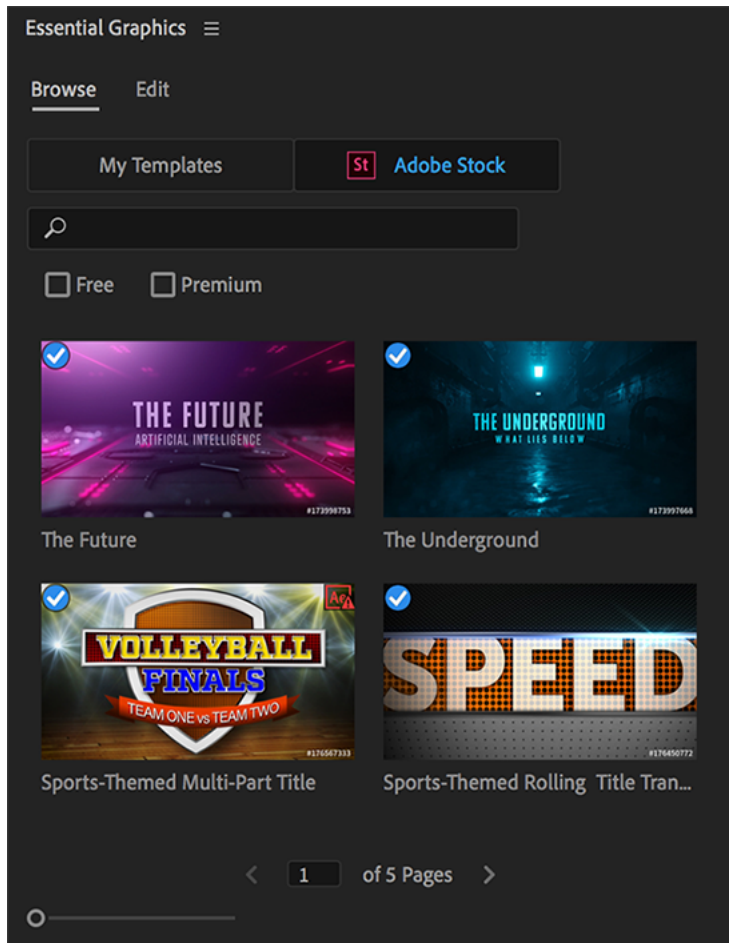 Essential Graphics
Browse Edit
My Templates St Adobe Stock
Free Premium
THE FUTURE
ARTIFICIAL INTELLIGENCE
#173998753
The Future
THE UNDERGROUND
WHAT LIES BELOW
#173997668
The Underground
Ae
VOLLEYBALL
FINALS
TEAM ONE vs TEAM TWO
#176567333
Sports-Themed Multi-Part Title
SPEED
#176450772
Sports-Themed Rolling Title Tran...
1 of 5 Pages